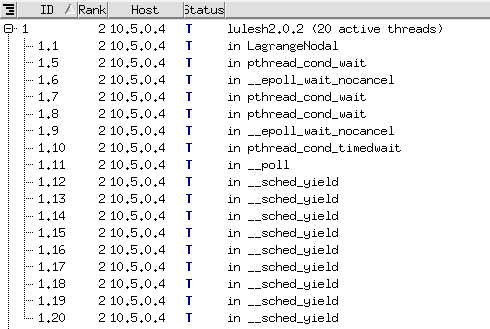 ID Rank Host Status
1 2 10.5.0.4 T lulesh2.0.2 (20 active threads)
1.1 2 10.5.0.4 T in LagrangeNodal
1.5 2 10.5.0.4 T in pthread_cond_wait
1.6 2 10.5.0.4 T in __epoll_wait_nocancel
1.7 2 10.5.0.4 T in pthread_cond_wait
1.8 2 10.5.0.4 T in pthread_cond_wait
1.9 2 10.5.0.4 T in __epoll_wait_nocancel
1.10 2 10.5.0.4 T in pthread_cond_timedwait
1.11 2 10.5.0.4 T in __poll
1.12 2 10.5.0.4 T in __sched_yield
1.13 2 10.5.0.4 T in __sched_yield
1.14 2 10.5.0.4 T in __sched_yield
1.15 2 10.5.0.4 T in __sched_yield
1.16 2 10.5.0.4 T in __sched_yield
1.17 2 10.5.0.4 T in __sched_yield
1.18 2 10.5.0.4 T in __sched_yield
1.19 2 10.5.0.4 T in __sched_yield
1.20 2 10.5.0.4 T in __sched_yield